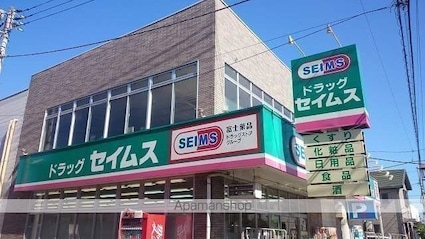 ドラッグ セイムス
SEIMS
富士薬品
ドラッグストア
グループ
SEIMS
SEIMS
ドラッグ
セイムス
くすり
化粧品
日用品
食品
酒
P
Apamanshop